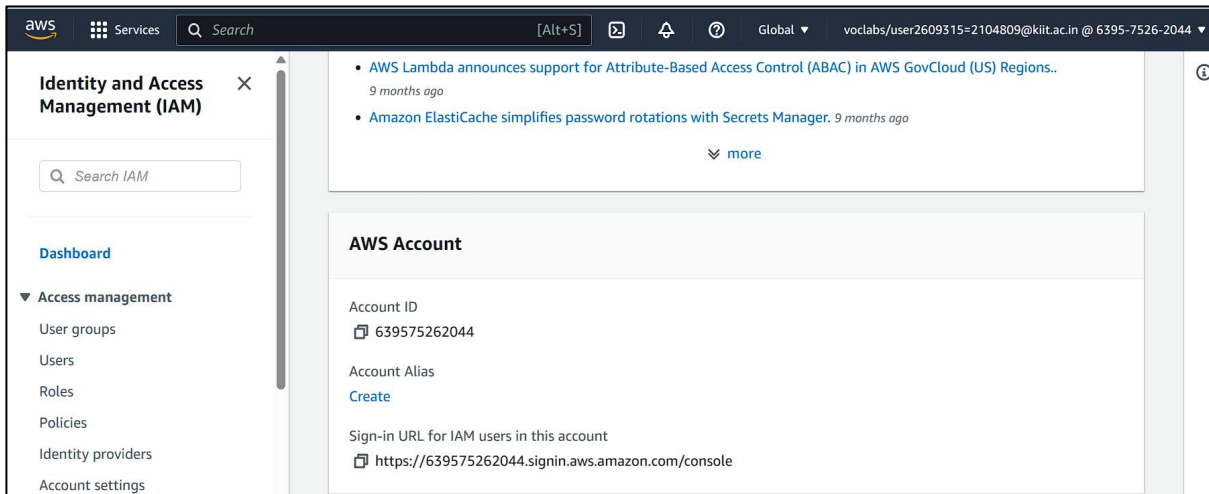 aws Services Search [Alt+S] Global voclabs/user2609315=2104809@kiit.ac.in @ 6395-7526-2044
Identity and Access
Management (IAM)
Search IAM
Dashboard
Access management
User groups
Users
Roles
Policies
Identity providers
Account settings
• AWS Lambda announces support for Attribute-Based Access Control (ABAC) in AWS GovCloud (US) Regions..
9 months ago
• Amazon ElastiCache simplifies password rotations with Secrets Manager. 9 months ago
more
AWS Account
Account ID
639575262044
Account Alias
Create
Sign-in URL for IAM users in this account
https://639575262044.signin.aws.amazon.com/console